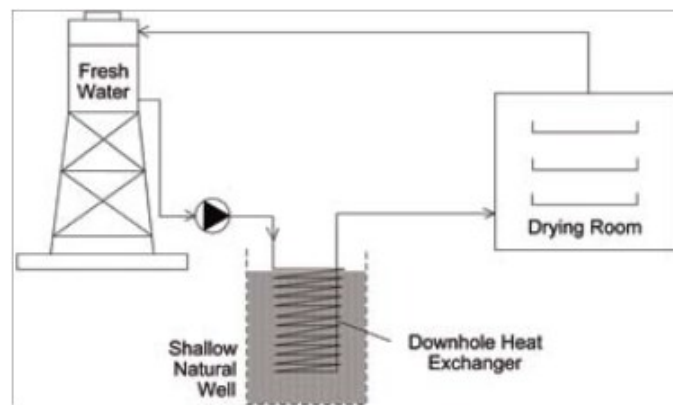 Fresh
Water
Drying Room
Shallow
Natural
Well
Downhole Heat
Exchanger